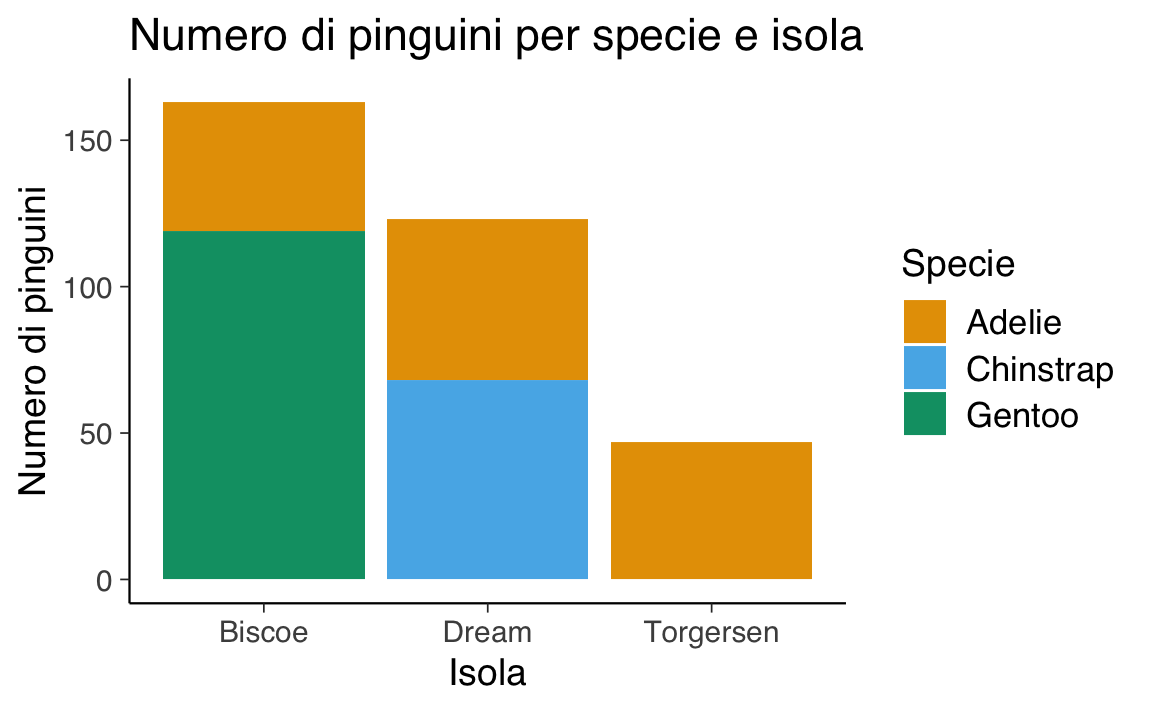 Numero di pinguini per specie e isola
Numero di pinguini
150
100
50
0
Biscoe
Dream
Torgersen
Isola
Specie
Adelie
Chinstrap
Gentoo